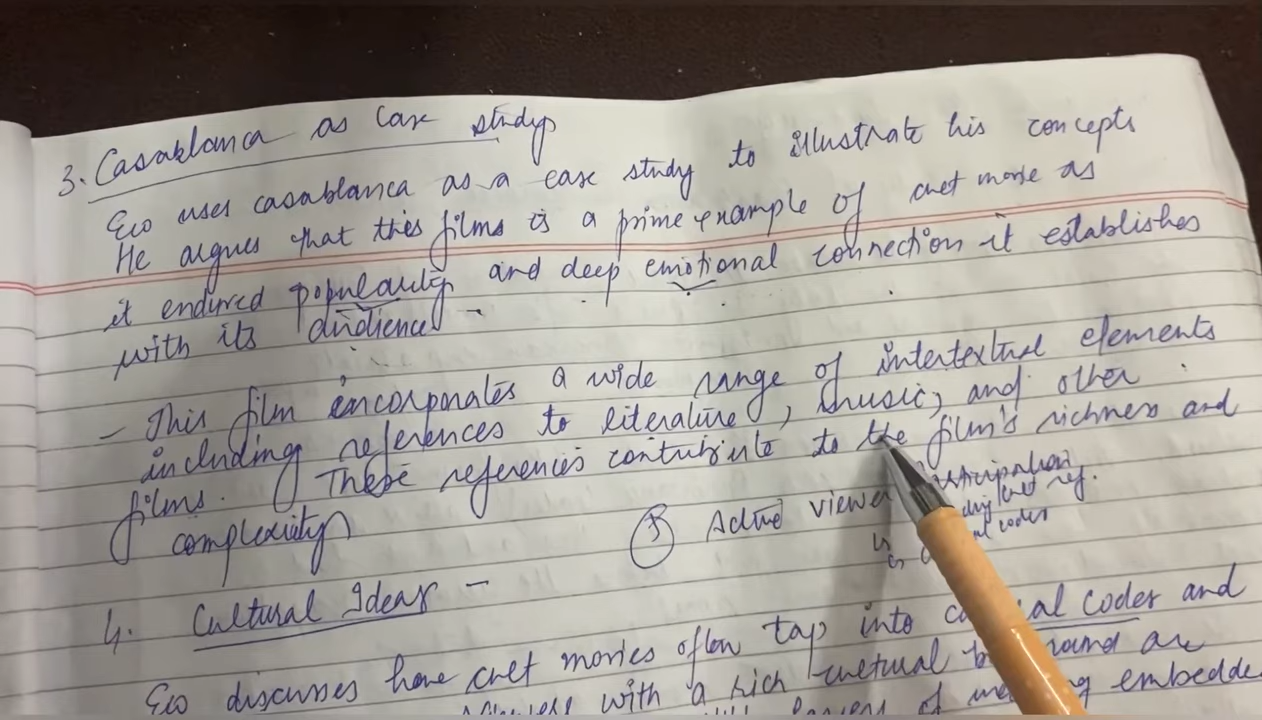 3. Casablanca as Case study
Eco uses casablanca as a case study to illustrate his concepts
He argues that this films is a prime example of cult movie as
it endured popularity and deep emotional connection it establishes
with its audience -
- This film incorporates a wide range of intertextual elements
including references to literature, music, and other
films. These references contribute to the film's richness and
complexity
Active viewer
4. Cultural Ideas -
Eco discusses how cult movies often tap into codes and
with a rich cultural are
of embedde